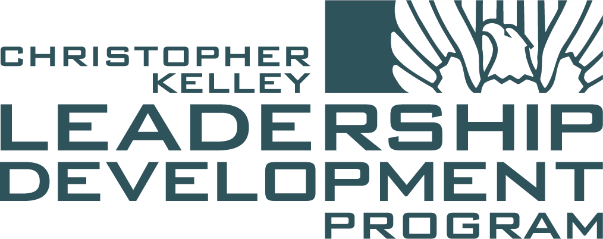 CHRISTOPHER
KELLEY
LEADERSHIP
DEVELOPMENT
PROGRAM